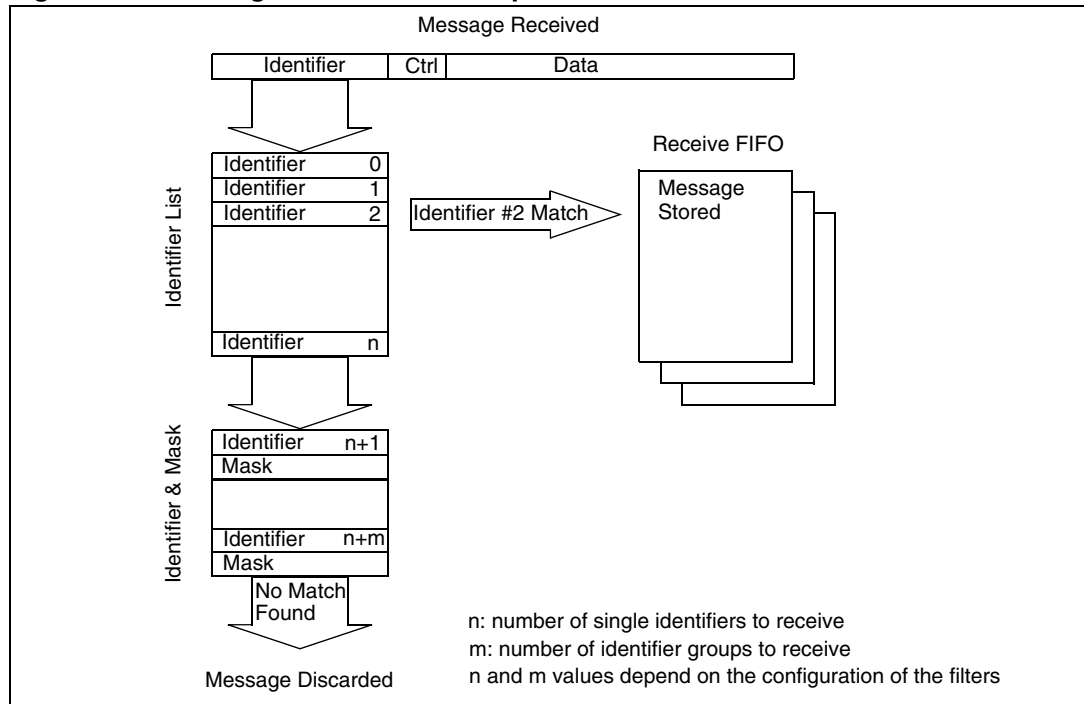 Message Received
Identifier Ctrl Data
Receive FIFO
Identifier List
Identifier 0
Identifier 1
Identifier 2
Identifier #2 Match
Message
Stored
Identifier n
Identifier & Mask
Identifier n+1
Mask
Identifier n+m
Mask
No Match
Found
Message Discarded
n: number of single identifiers to receive
m: number of identifier groups to receive
n and m values depend on the configuration of the filters